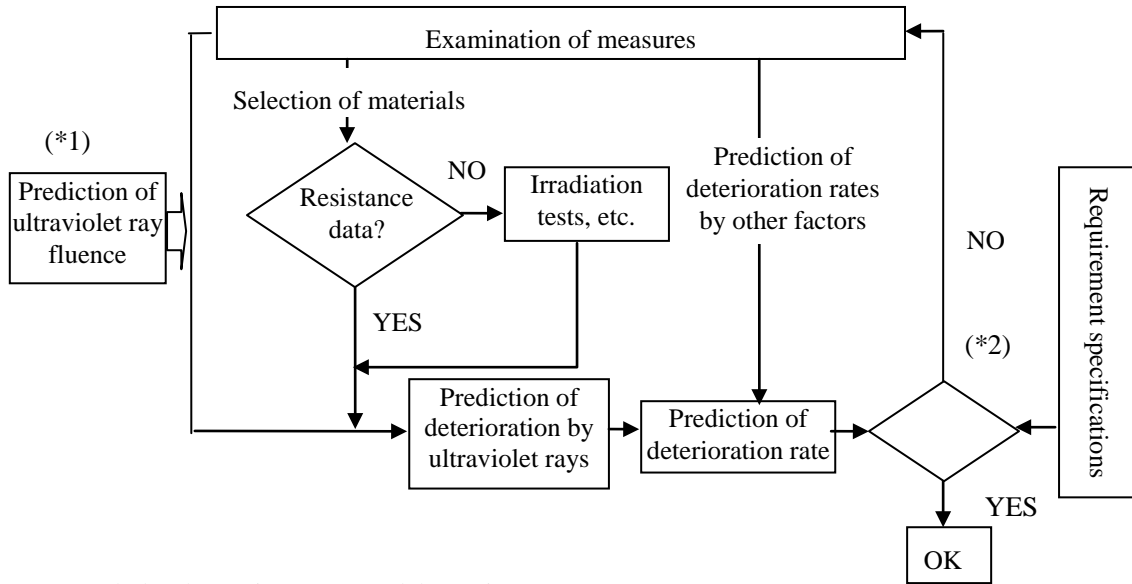 Examination of measures
Selection of materials
(*1)
Prediction of
ultraviolet ray
fluence
Resistance
data?
NO
Irradiation
tests, etc.
Prediction of
deterioration rates
by other factors
NO
Requirement specifications
YES
(*2)
Prediction of
deterioration by
ultraviolet rays
Prediction of
deterioration rate
YES
OK